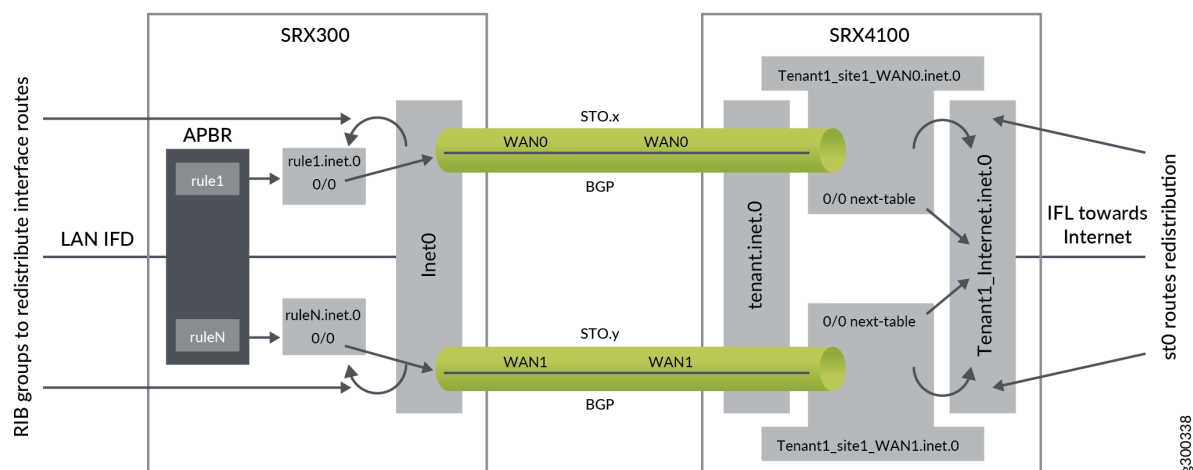 SRX300
SRX4100
RIB groups to redistribute interface routes
APBR
rule1
rule1.inet.0
0/0
LAN IFD
ruleN
ruleN.inet.0
0/0
Inet0
STO.x
WAN0 WAN0
BGP
STO.y
WAN1 WAN1
BGP
tenant.inet.0
Tenant1_site1_WAN0.inet.0
0/0 next-table
0/0 next-table
Tenant1_site1_WAN1.inet.0
Tenant1_Internet.inet.0
IFL towards
Internet
st0 routes redistribution
g300338